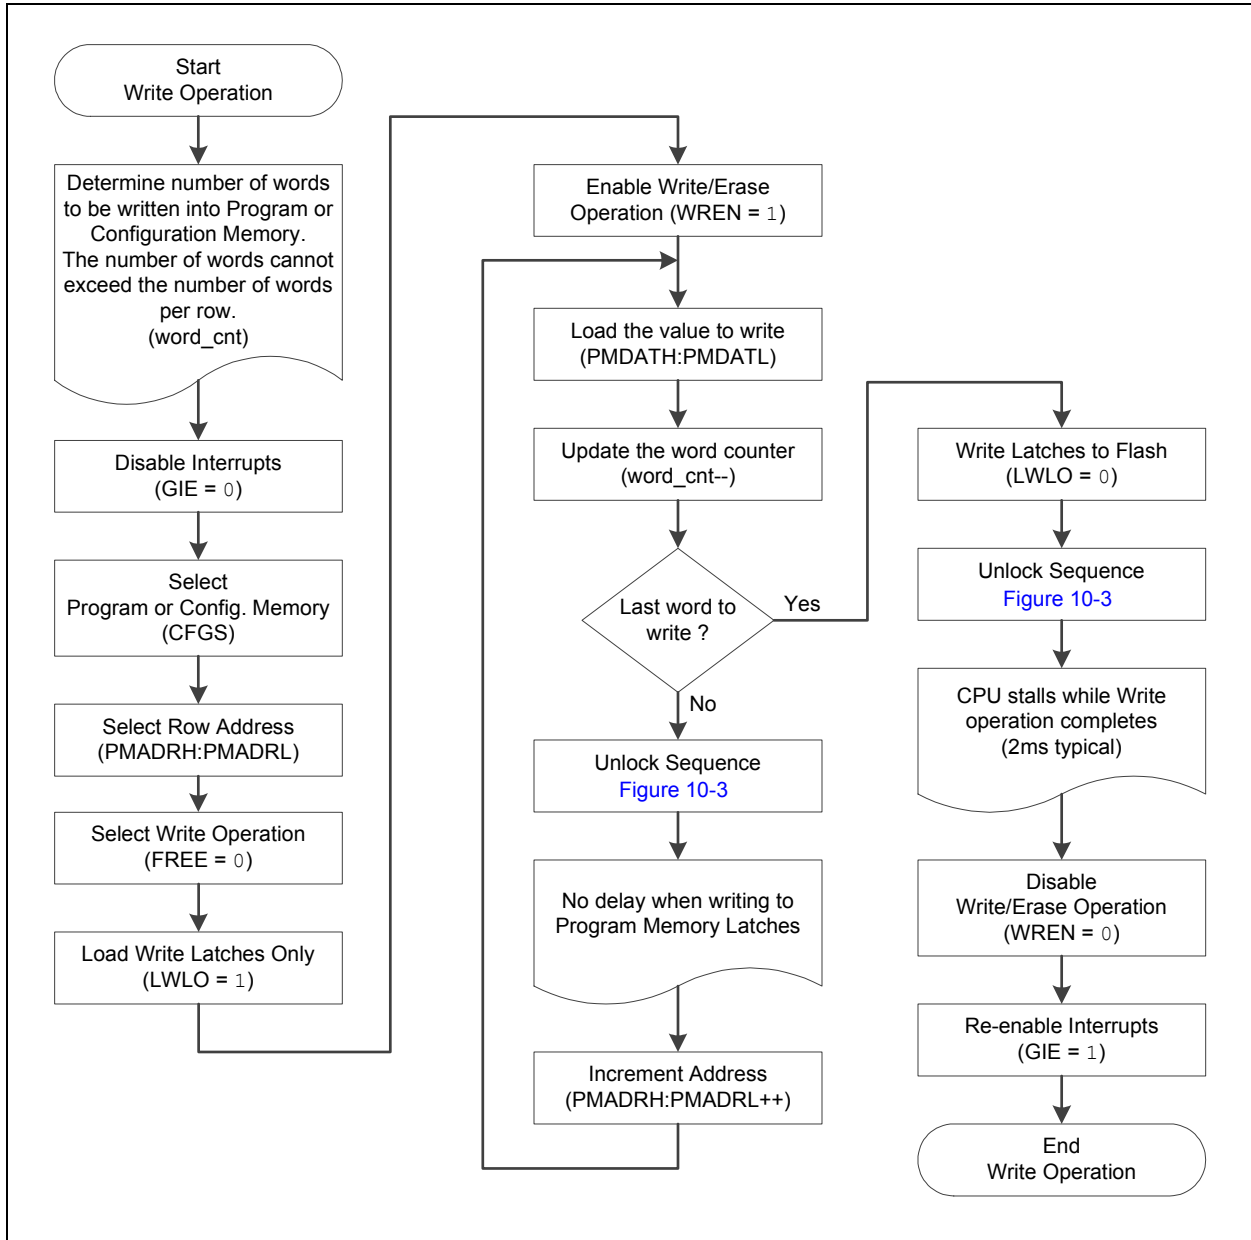 Start
Write Operation
Determine number of words
to be written into Program or
Configuration Memory.
The number of words cannot
exceed the number of words
per row.
(word_cnt)
Disable Interrupts
(GIE = 0)
Select
Program or Config. Memory
(CFGS)
Select Row Address
(PMADRH:PMADRL)
Select Write Operation
(FREE = 0)
Load Write Latches Only
(LWLO = 1)
Enable Write/Erase
Operation (WREN = 1)
Load the value to write
(PMDATH:PMDATL)
Update the word counter
(word_cnt--)
Last word to
write ?
Yes
No
Unlock Sequence
Figure 10-3
No delay when writing to
Program Memory Latches
Increment Address
(PMADRH:PMADRL++)
Write Latches to Flash
(LWLO = 0)
Unlock Sequence
Figure 10-3
CPU stalls while Write
operation completes
(2ms typical)
Disable
Write/Erase Operation
(WREN = 0)
Re-enable Interrupts
(GIE = 1)
End
Write Operation